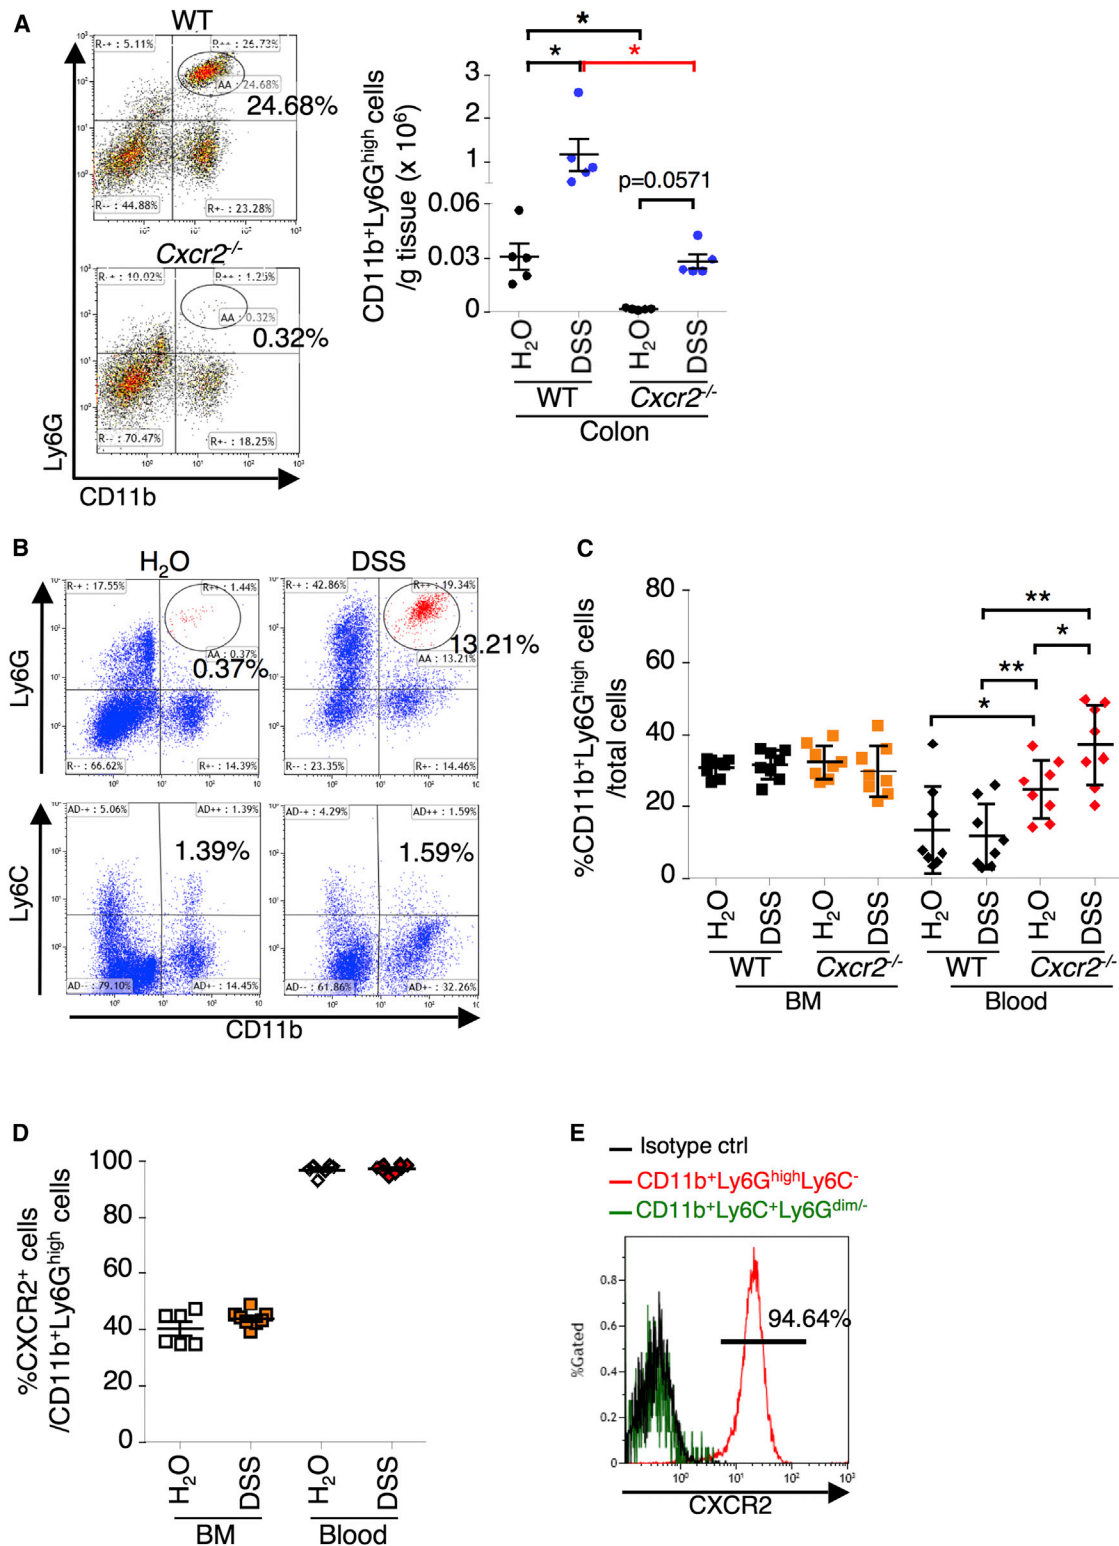 A
WT
R-+ : 5.11%
R++ : 26.73%
AA : 24.68%
24.68%
R-- : 44.88%
R+- : 23.28%
Cxcr2-/-
R-+ : 10.02%
R++ : 1.25%
AA : 0.32%
0.32%
R-- : 70.47%
R+- : 18.25%
Ly6G
CD11b
CD11b+Ly6Ghigh cells
/g tissue (x 10^6)
3
2
1
0.06
0.03
0
*
*
*
p=0.0571
H2O
DSS
H2O
DSS
WT
Cxcr2-/-
Colon
B
H2O
DSS
R-+ : 17.55%
R++ : 1.44%
AA : 0.37%
0.37%
R-- : 66.62%
R+- : 14.39%
R-+ : 42.86%
R++ : 19.34%
13.21%
AA : 13.21%
R-- : 23.35%
R+- : 14.46%
Ly6G
AD-+ : 5.06%
AD++ : 1.39%
1.39%
AD-- : 79.10%
AD+- : 14.45%
AD-+ : 4.29%
AD++ : 1.59%
1.59%
AD-- : 61.86%
AD+- : 32.26%
Ly6C
CD11b
C
%CD11b+Ly6Ghigh cells
/total cells
80
60
40
20
0
**
*
**
*
H2O
DSS
H2O
DSS
H2O
DSS
H2O
DSS
WT
Cxcr2-/-
WT
Cxcr2-/-
BM
Blood
D
%CXCR2+ cells
/CD11b+Ly6Ghigh cells
100
80
60
40
20
0
H2O
DSS
H2O
DSS
BM
Blood
E
Isotype ctrl
CD11b+Ly6GhighLy6C-
CD11b+Ly6C+Ly6Gdim/-
%Gated
0.8
0.6
0.4
0.2
0
94.64%
10^0
10^1
10^2
10^3
CXCR2